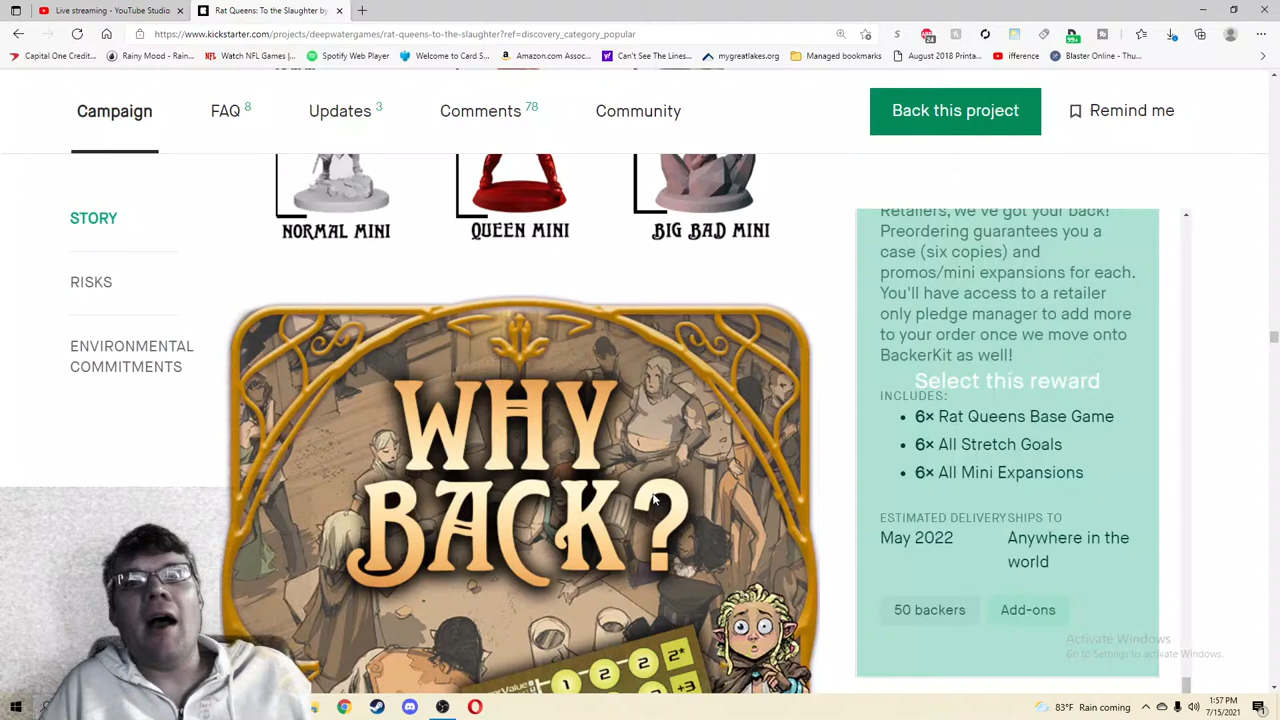 Live streaming - YouTube Studio
Rat Queens: To the Slaughter by
https://www.kickstarter.com/projects/deepwatergames/rat-queens-to-the-slaughter?ref=discovery_category_popular
Capital One Credit...
Rainy Mood - Rain...
NFL Watch NFL Games |...
Spotify Web Player
Welcome to Card S...
Amazon.com Assoc...
Can't See The Lines...
mygreatlakes.org
Managed bookmarks
August 2018 Printa...
ifference
Blaster Online - Thu...
Campaign
FAQ 8
Updates 3
Comments 78
Community
Back this project
Remind me
STORY
RISKS
ENVIRONMENTAL
COMMITMENTS
NORMAL MINI
QUEEN MINI
BIG BAD MINI
WHY
BACK?
1 2 2 2*
+3
Retailers, we've got your back!
Preordering guarantees you a
case (six copies) and
promos/mini expansions for each.
You'll have access to a retailer
only pledge manager to add more
to your order once we move onto
BackerKit as well!
Select this reward
INCLUDES:
• 6× Rat Queens Base Game
• 6× All Stretch Goals
• 6× All Mini Expansions
ESTIMATED DELIVERY
May 2022
SHIPS TO
Anywhere in the
world
50 backers
Add-ons
Activate Windows
Go to Settings to activate Windows.
83°F Rain coming
1:57 PM
7/15/2021